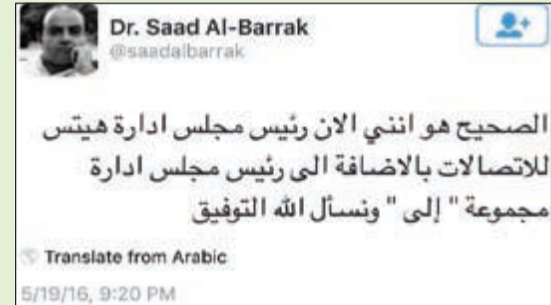 Dr. Saad Al-Barrak
@saadalbarrak
الصحيح هو انني الان رئيس مجلس ادارة هيتس
للاتصالات بالاضافة الى رئيس مجلس ادارة
مجموعة " إلى " ونسأل الله التوفيق
Translate from Arabic
5/19/16, 9:20 PM